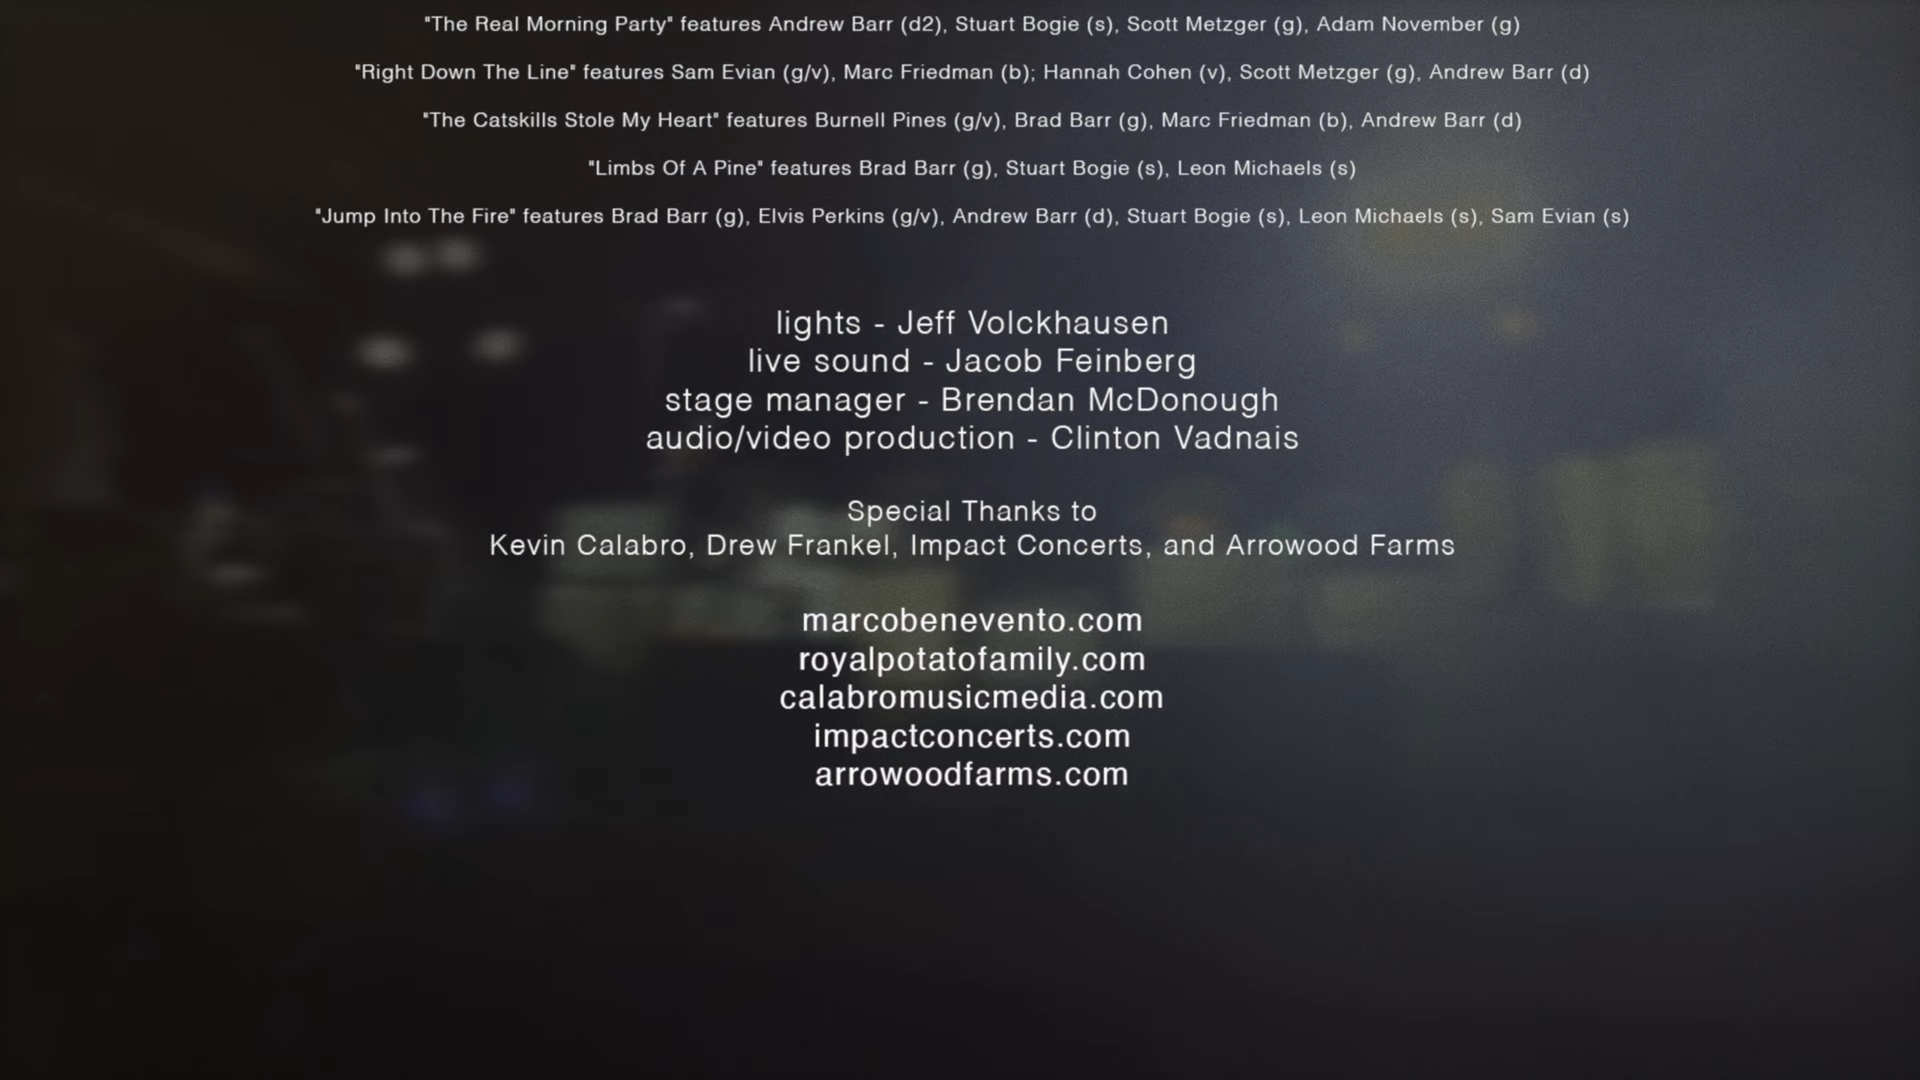 "The Real Morning Party" features Andrew Barr (d2), Stuart Bogie (s), Scott Metzger (g), Adam November (g)
"Right Down The Line" features Sam Evian (g/v), Marc Friedman (b); Hannah Cohen (v), Scott Metzger (g), Andrew Barr (d)
"The Catskills Stole My Heart" features Burnell Pines (g/v), Brad Barr (g), Marc Friedman (b), Andrew Barr (d)
"Limbs Of A Pine" features Brad Barr (g), Stuart Bogie (s), Leon Michaels (s)
"Jump Into The Fire" features Brad Barr (g), Elvis Perkins (g/v), Andrew Barr (d), Stuart Bogie (s), Leon Michaels (s), Sam Evian (s)
lights - Jeff Volckhausen
live sound - Jacob Feinberg
stage manager - Brendan McDonough
audio/video production - Clinton Vadnais
Special Thanks to
Kevin Calabro, Drew Frankel, Impact Concerts, and Arrowood Farms
marcobenevento.com
royalpotatofamily.com
calabromusicmedia.com
impactconcerts.com
arrowoodfarms.com